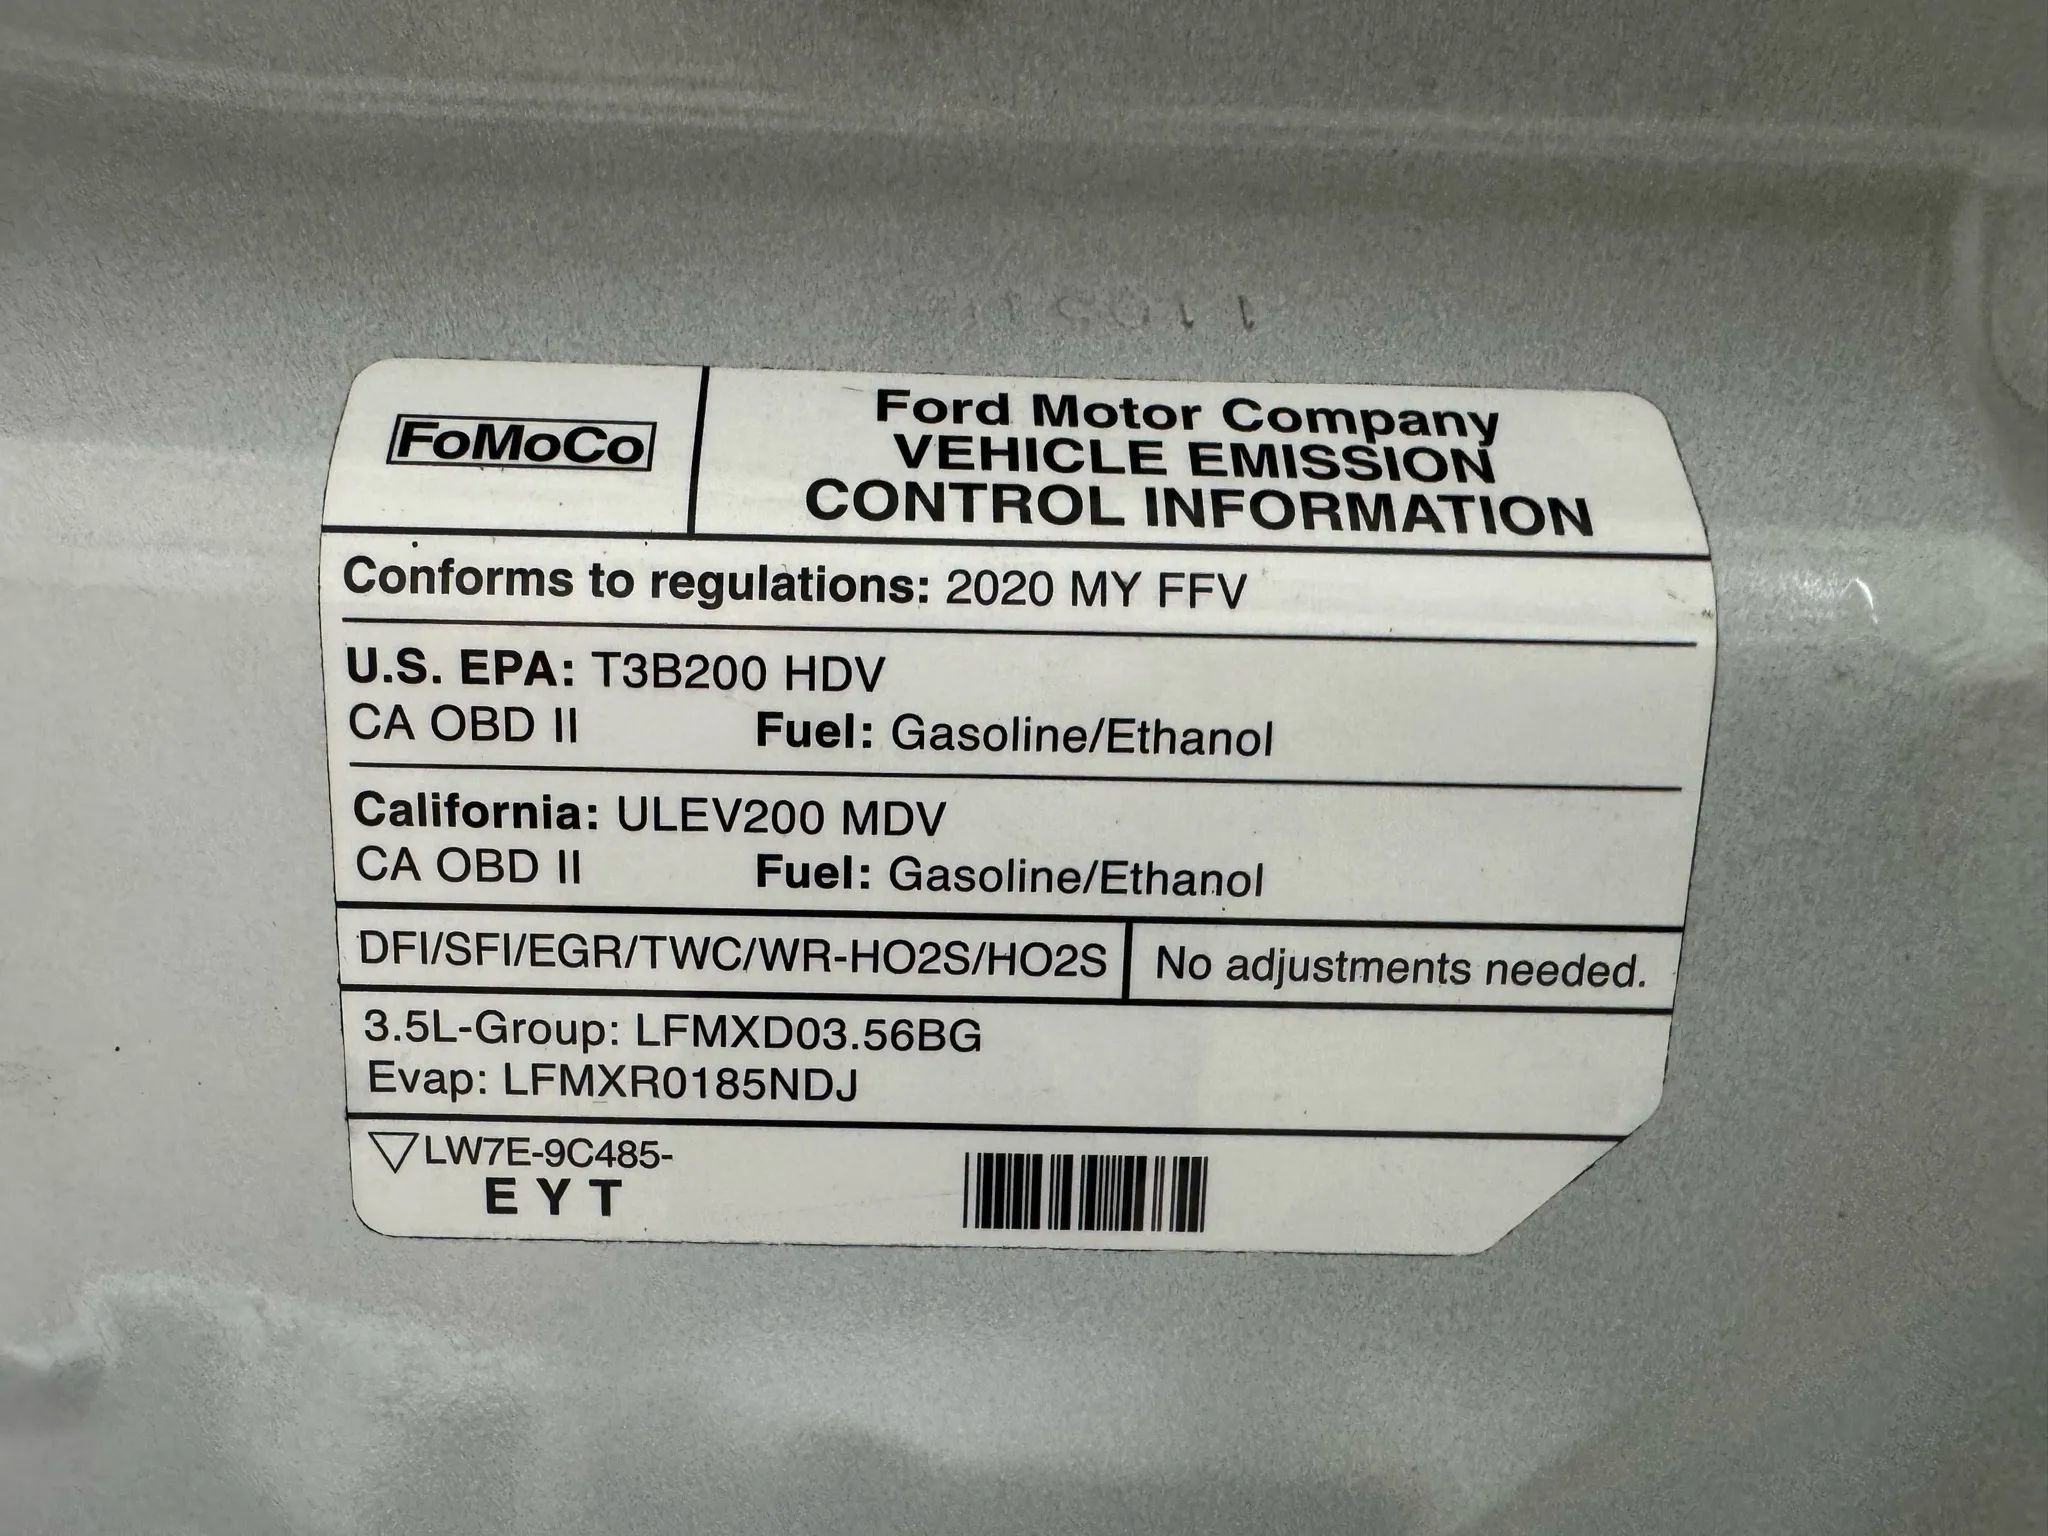 FoMoCo
Ford Motor Company
VEHICLE EMISSION
CONTROL INFORMATION
Conforms to regulations: 2020 MY FFV
U.S. EPA: T3B200 HDV
CA OBD II Fuel: Gasoline/Ethanol
California: ULEV200 MDV
CA OBD II Fuel: Gasoline/Ethanol
DFI/SFI/EGR/TWC/WR-HO2S/HO2S
No adjustments needed.
3.5L-Group: LFMXD03.56BG
Evap: LFMXR0185NDJ
LW7E-9C485-
E Y T